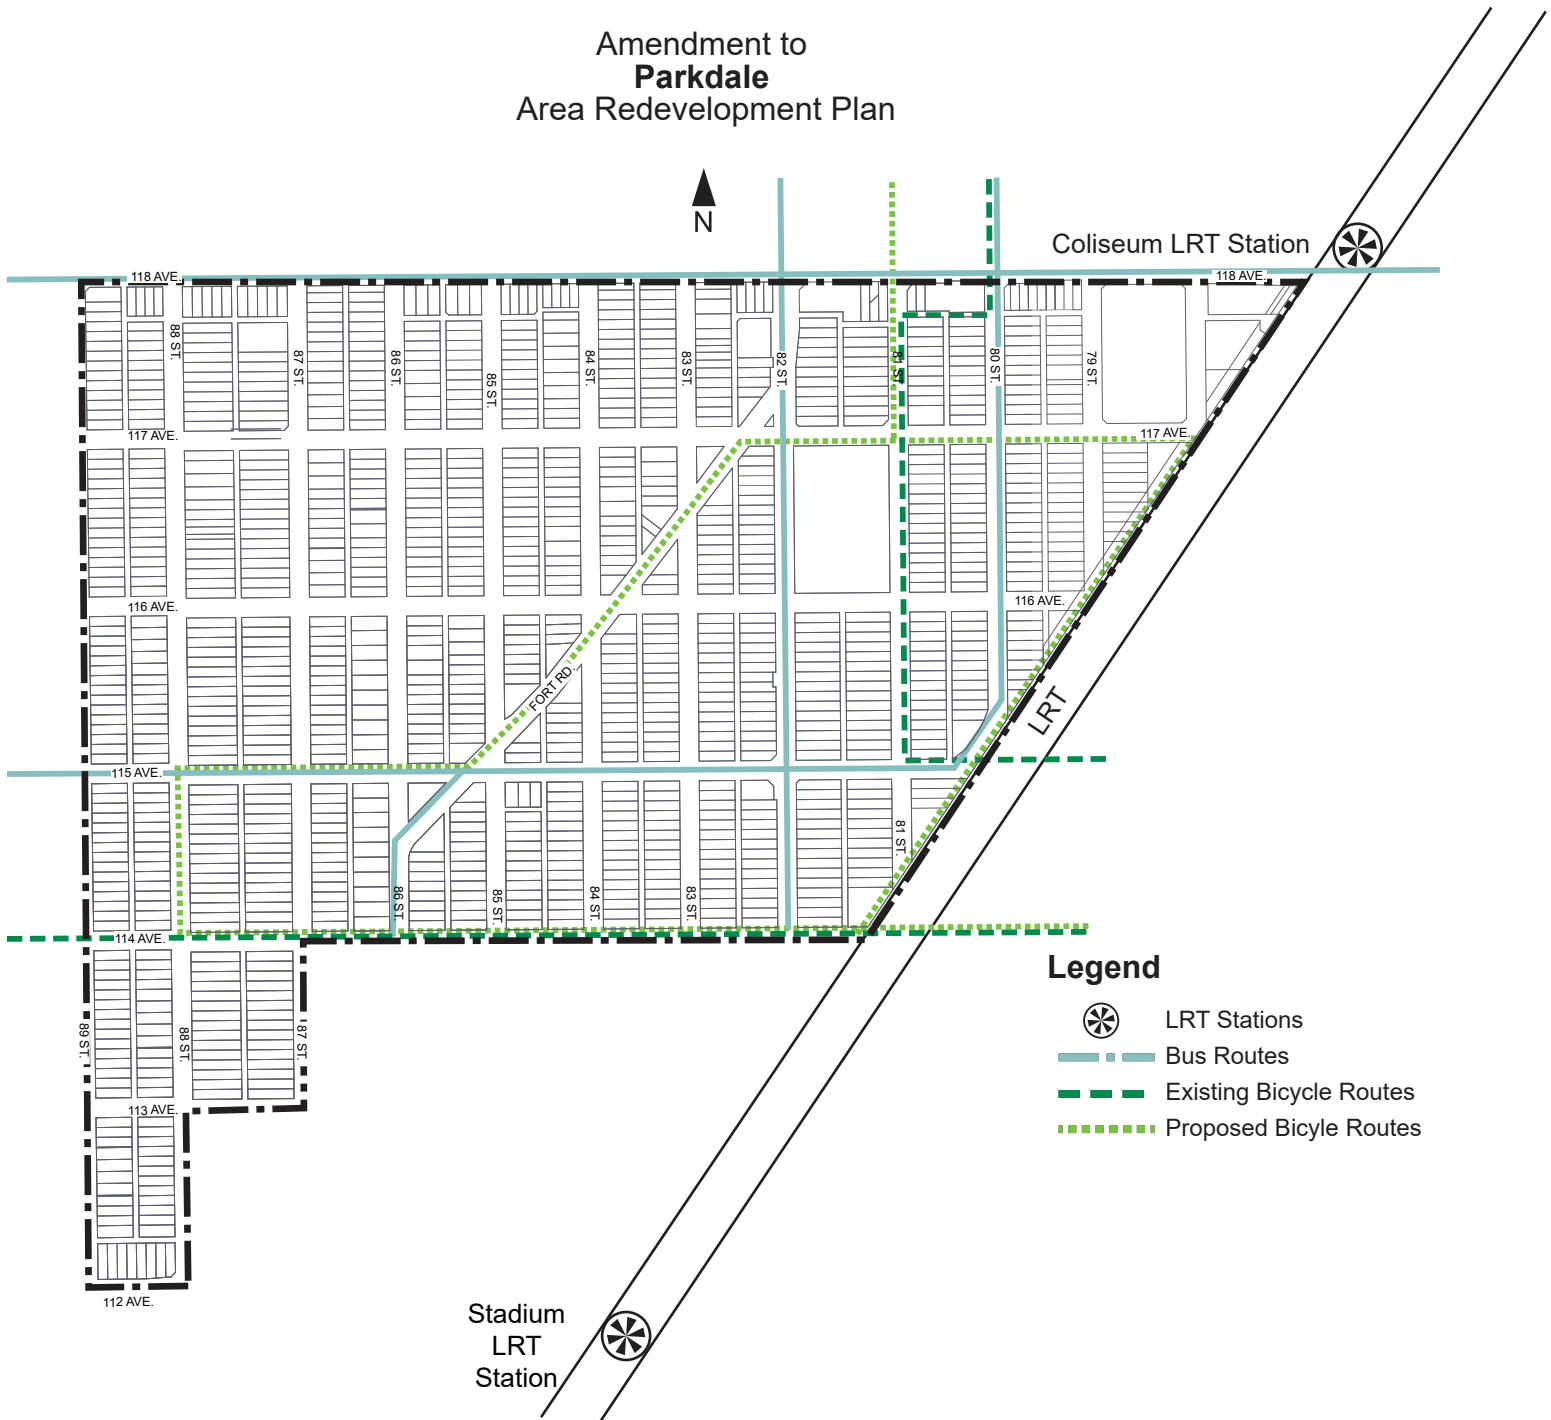 Amendment to
Parkdale
Area Redevelopment Plan
N
Coliseum LRT Station
118 AVE.
118 AVE.
88 ST.
87 ST.
86 ST.
85 ST.
84 ST.
83 ST.
82 ST.
81 ST.
80 ST.
79 ST.
117 AVE.
117 AVE.
116 AVE.
116 AVE.
FORT RD.
LRT
115 AVE.
81 ST.
86 ST.
85 ST.
84 ST.
83 ST.
114 AVE.
89 ST.
88 ST.
87 ST.
113 AVE.
112 AVE.
Legend
LRT Stations
Bus Routes
Existing Bicycle Routes
Proposed Bicyle Routes
Stadium
LRT
Station